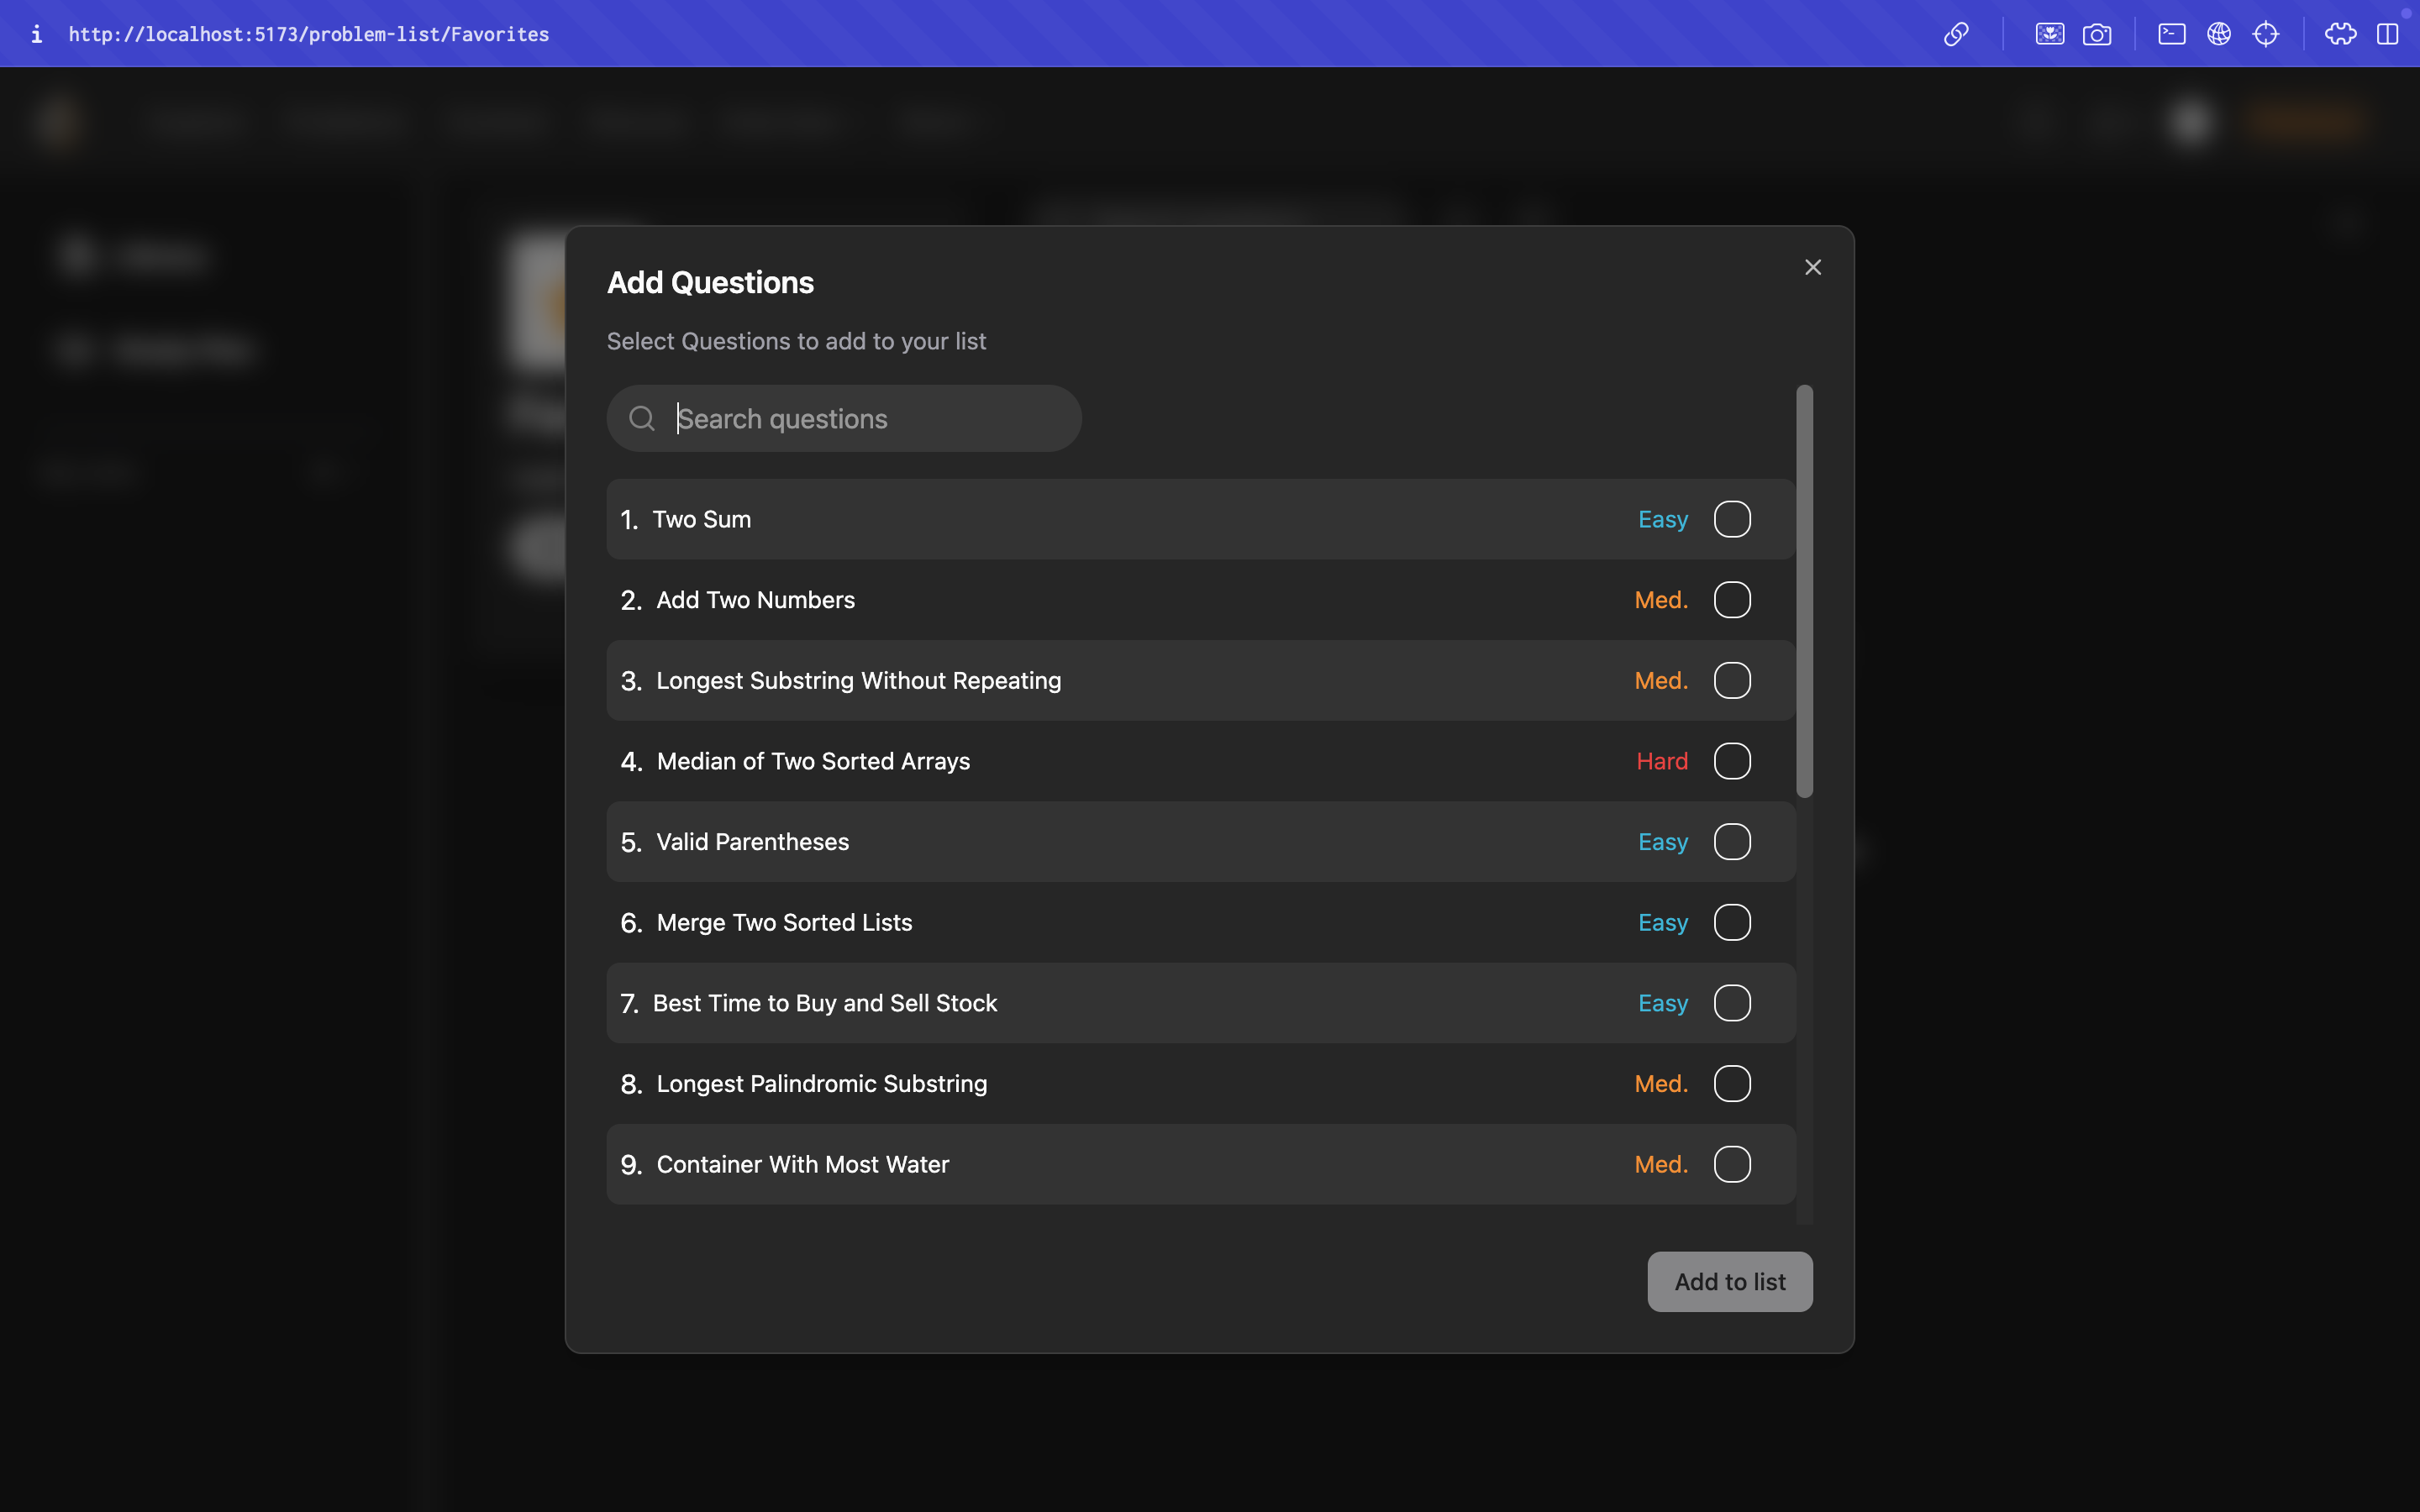 http://localhost:5173/problem-list/Favorites
Add Questions
Select Questions to add to your list
Search questions
1. Two Sum Easy
2. Add Two Numbers Med.
3. Longest Substring Without Repeating Med.
4. Median of Two Sorted Arrays Hard
5. Valid Parentheses Easy
6. Merge Two Sorted Lists Easy
7. Best Time to Buy and Sell Stock Easy
8. Longest Palindromic Substring Med.
9. Container With Most Water Med.
Add to list